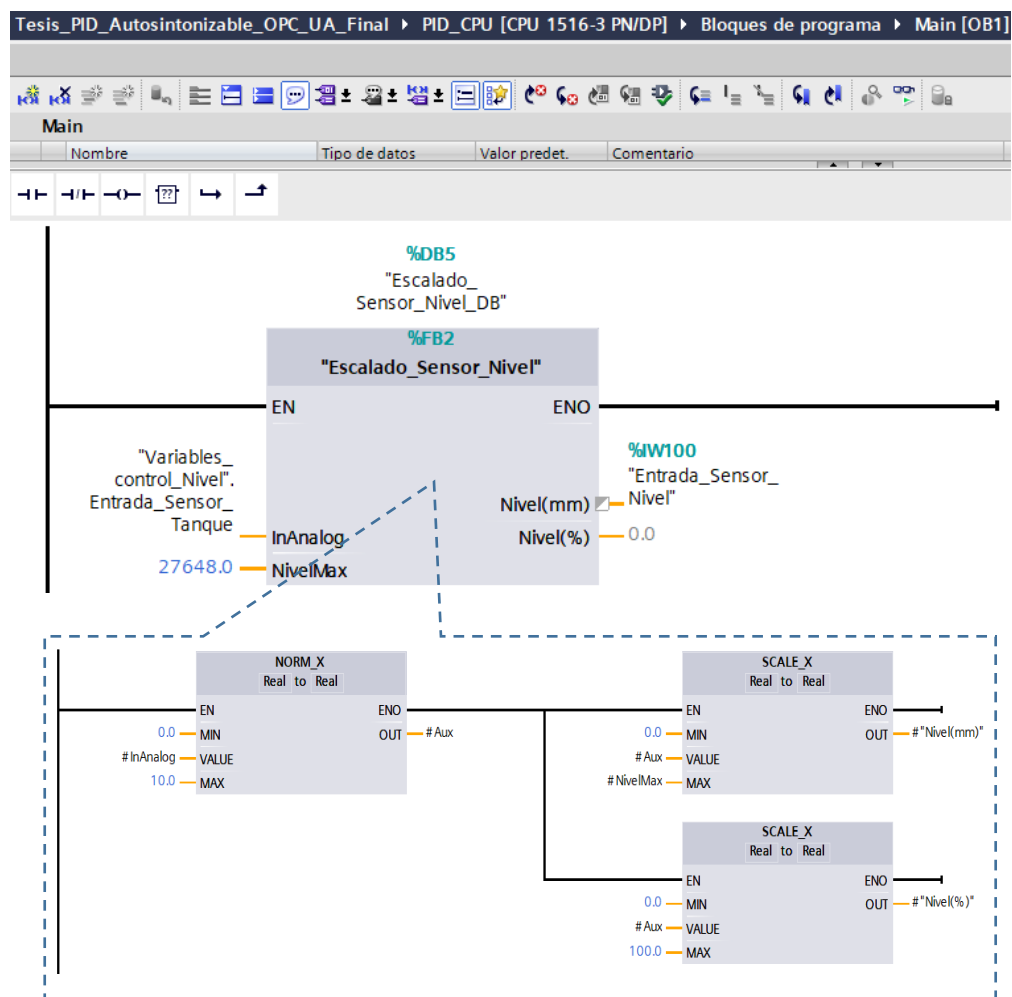 Tesis_PID_Autosintonizable_OPC_UA_Final ▸ PID_CPU [CPU 1516-3 PN/DP] ▸ Bloques de programa ▸ Main [OB1]
Main
Nombre Tipo de datos Valor predet. Comentario
??
%DB5
"Escalado_
Sensor_Nivel_DB"
%FB2
"Escalado_Sensor_Nivel"
EN ENO
"Variables_
control_Nivel".
Entrada_Sensor_
Tanque
InAnalog
27648.0
NivelMax
%IW100
"Entrada_Sensor_
Nivel"
Nivel(mm)
Nivel(%) 0.0
NORM_X
Real to Real
EN ENO
0.0 MIN OUT #Aux
#InAnalog VALUE
10.0 MAX
SCALE_X
Real to Real
EN ENO
0.0 MIN OUT #"Nivel(mm)"
#Aux VALUE
#NivelMax MAX
SCALE_X
Real to Real
EN ENO
0.0 MIN OUT #"Nivel(%)"
#Aux VALUE
100.0 MAX